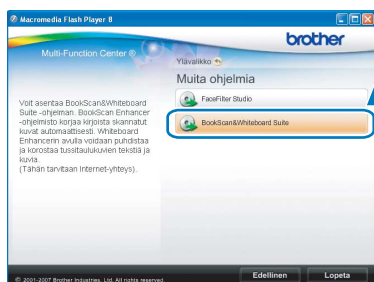 Macromedia Flash Player 8
brother
Multi-Function Center ®
Ylävalikko
Muita ohjelmia
FaceFilter Studio
BookScan&Whiteboard Suite
Voit asentaa BookScan&Whiteboard
Suite -ohjelman. BookScan Enhancer
-ohjelmisto korjaa kirjoista skannatut
kuvat automaattisesti. Whiteboard
Enhancerin avulla voidaan puhdistaa
ja korostaa tussitaulukuvien tekstiä ja
kuvia.
(Tähän tarvitaan Internet-yhteys).
Edellinen
Lopeta
© 2001-2007 Brother Industries, Ltd. All rights reserved.